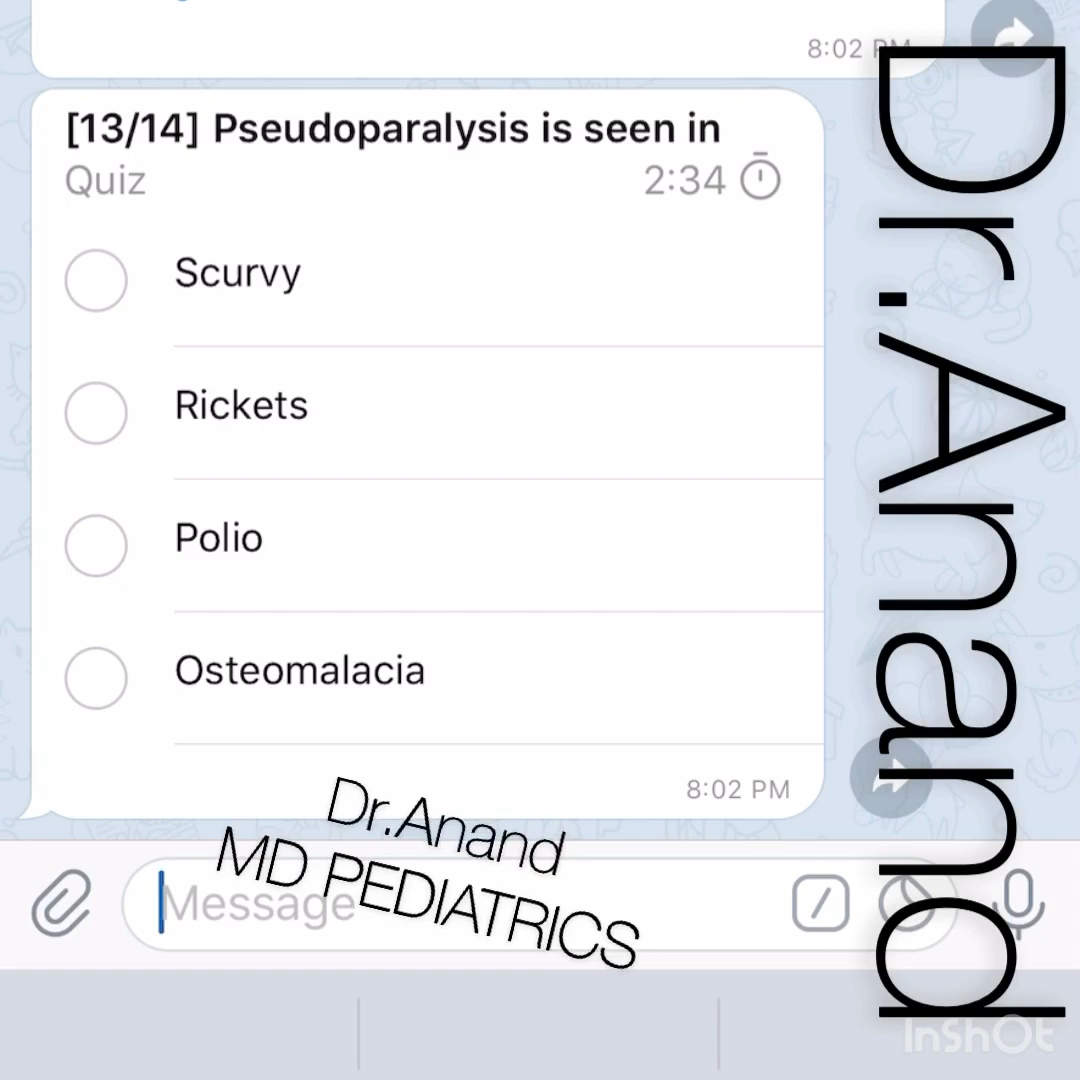 8:02 PM
[13/14] Pseudoparalysis is seen in
Quiz
2:34
Scurvy
Rickets
Polio
Osteomalacia
8:02 PM
Dr.Anand
MD PEDIATRICS
Message
Dr.Anand
InShOt